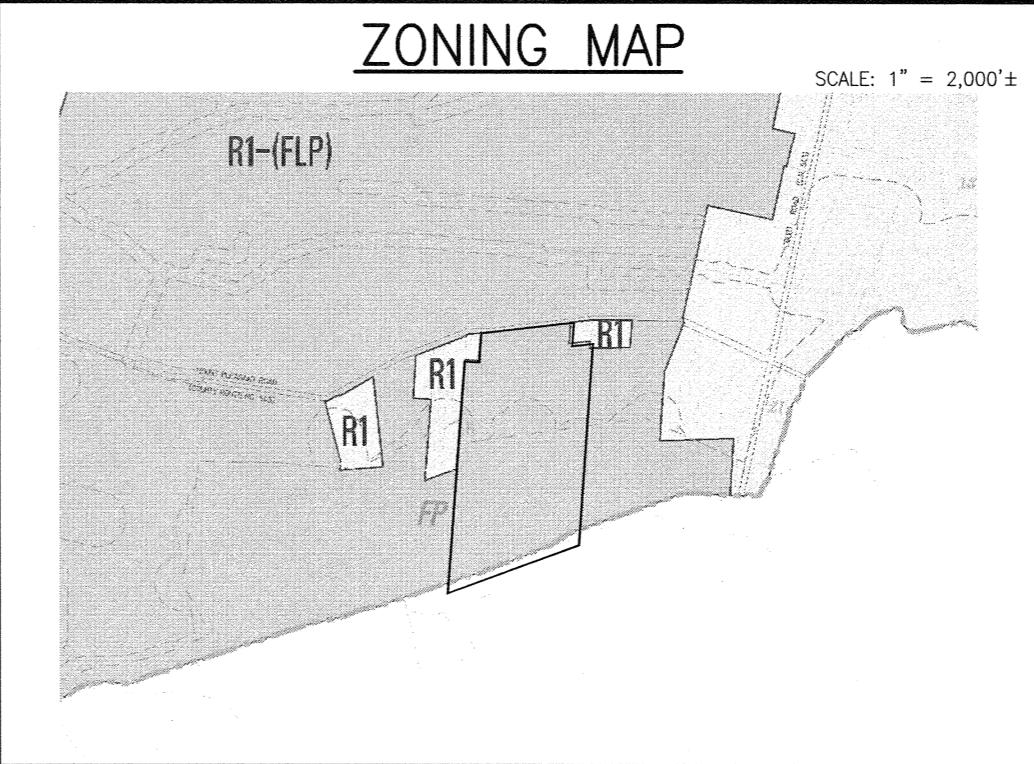 ZONING MAP
SCALE: 1" = 2,000'±
R1-(FLP)
R1
R1
R1
FP